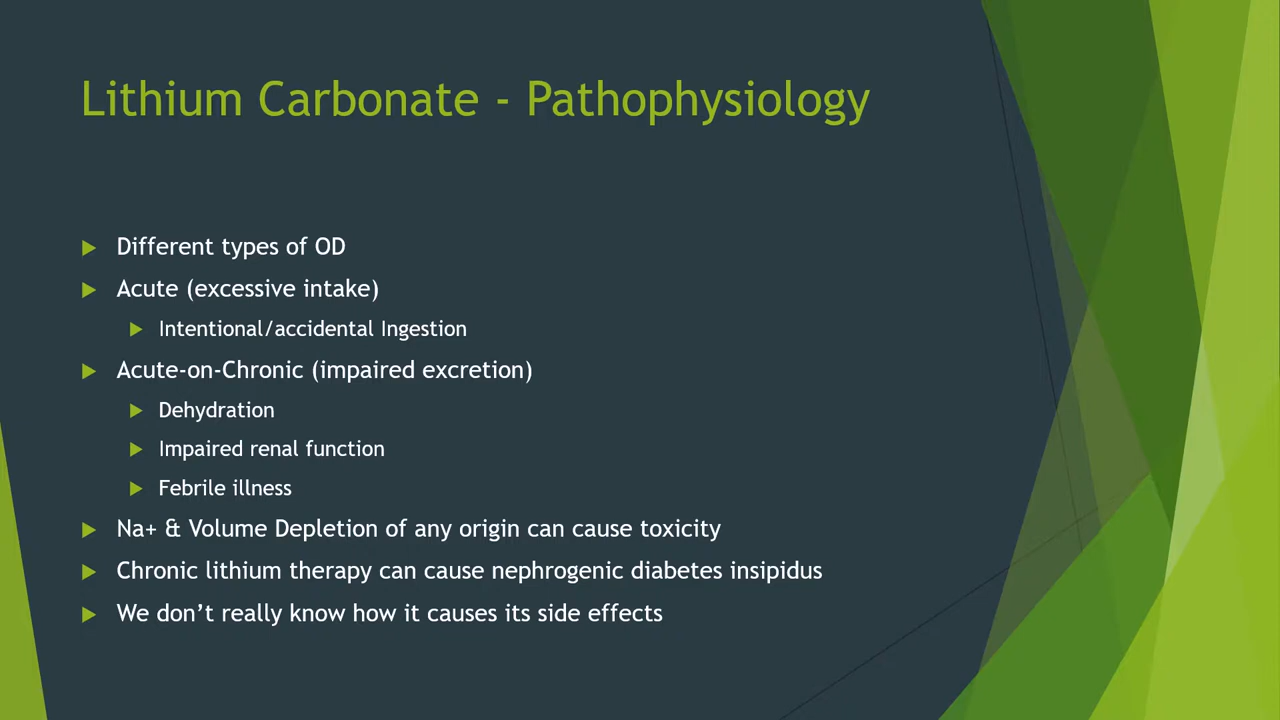 Lithium Carbonate - Pathophysiology
Different types of OD
Acute (excessive intake)
Intentional/accidental Ingestion
Acute-on-Chronic (impaired excretion)
Dehydration
Impaired renal function
Febrile illness
Na+ & Volume Depletion of any origin can cause toxicity
Chronic lithium therapy can cause nephrogenic diabetes insipidus
We don’t really know how it causes its side effects